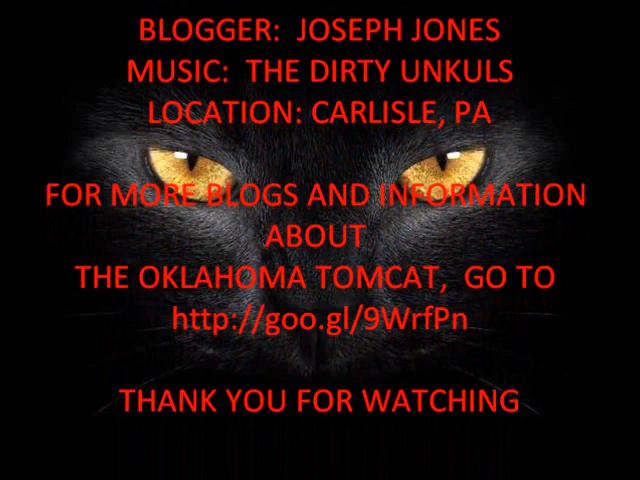 BLOGGER:  JOSEPH JONES
MUSIC:  THE DIRTY UNKULS
LOCATION: CARLISLE, PA
FOR MORE BLOGS AND INFORMATION
ABOUT
THE OKLAHOMA TOMCAT,  GO TO
http://goo.gl/9WrfPn
THANK YOU FOR WATCHING